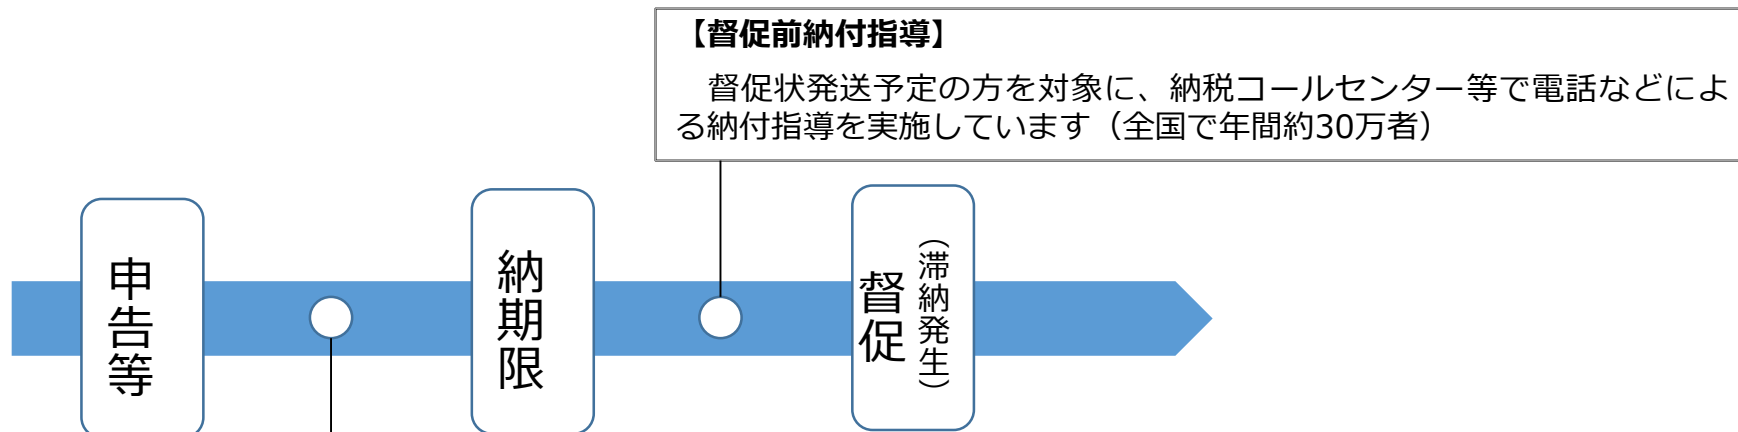 【督促前納付指導】
督促状発送予定の方を対象に、納税コールセンター等で電話などによ
る納付指導を実施しています（全国で年間約30万者）
申告等
納期限
督促
（滞納発生）